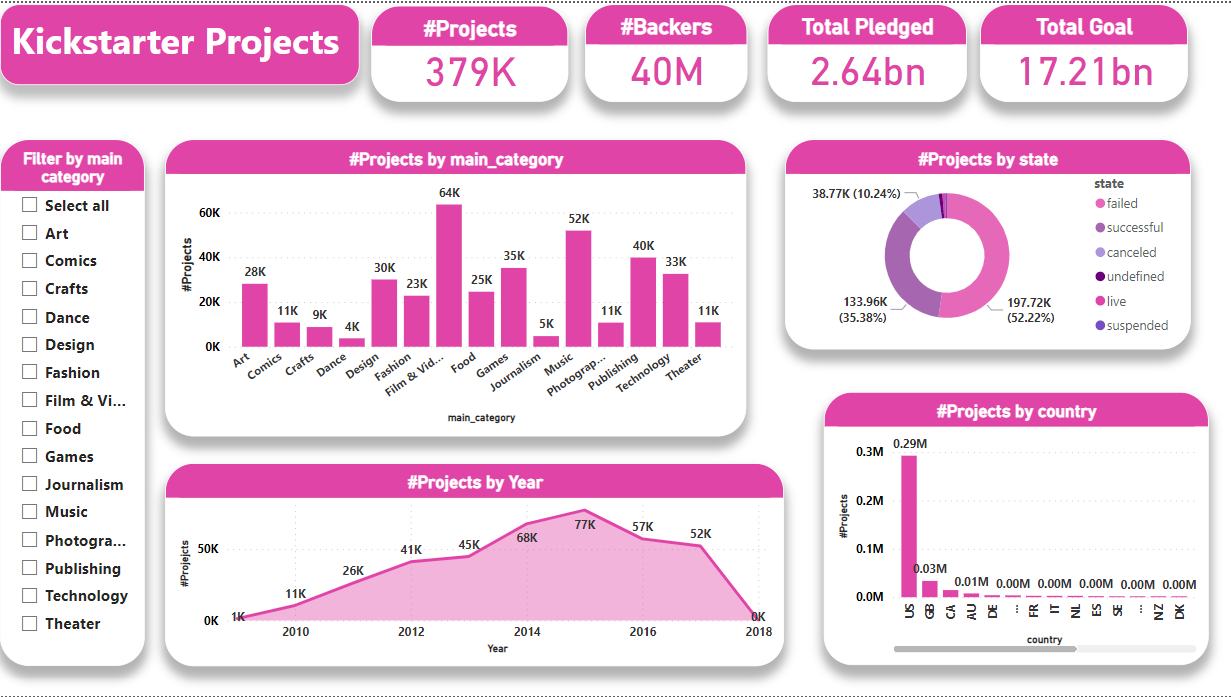 Kickstarter Projects
#Projects
379K
#Backers
40M
Total Pledged
2.64bn
Total Goal
17.21bn
Filter by main
category
Select all
Art
Comics
Crafts
Dance
Design
Fashion
Film & Vi...
Food
Games
Journalism
Music
Photogra...
Publishing
Technology
Theater
#Projects by main_category
#Projects
60K
40K
20K
0K
28K
11K
9K
4K
30K
23K
64K
25K
35K
5K
52K
11K
40K
33K
11K
Art
Comics
Crafts
Dance
Design
Fashion
Film & Vid...
Food
Games
Journalism
Music
Photograp...
Publishing
Technology
Theater
main_category
#Projects by state
38.77K (10.24%)
133.96K
(35.38%)
197.72K
(52.22%)
state
failed
successful
canceled
undefined
live
suspended
#Projects by Year
#Projejcts
50K
0K
1K
11K
26K
41K
45K
68K
77K
57K
52K
0K
2010
2012
2014
2016
2018
Year
#Projects by country
#Projects
0.3M
0.2M
0.1M
0.0M
0.29M
0.03M
0.01M
0.00M
0.00M
0.00M
0.00M
0.00M
US
GB
CA
AU
DE
...
FR
IT
NL
ES
SE
...
NZ
DK
country